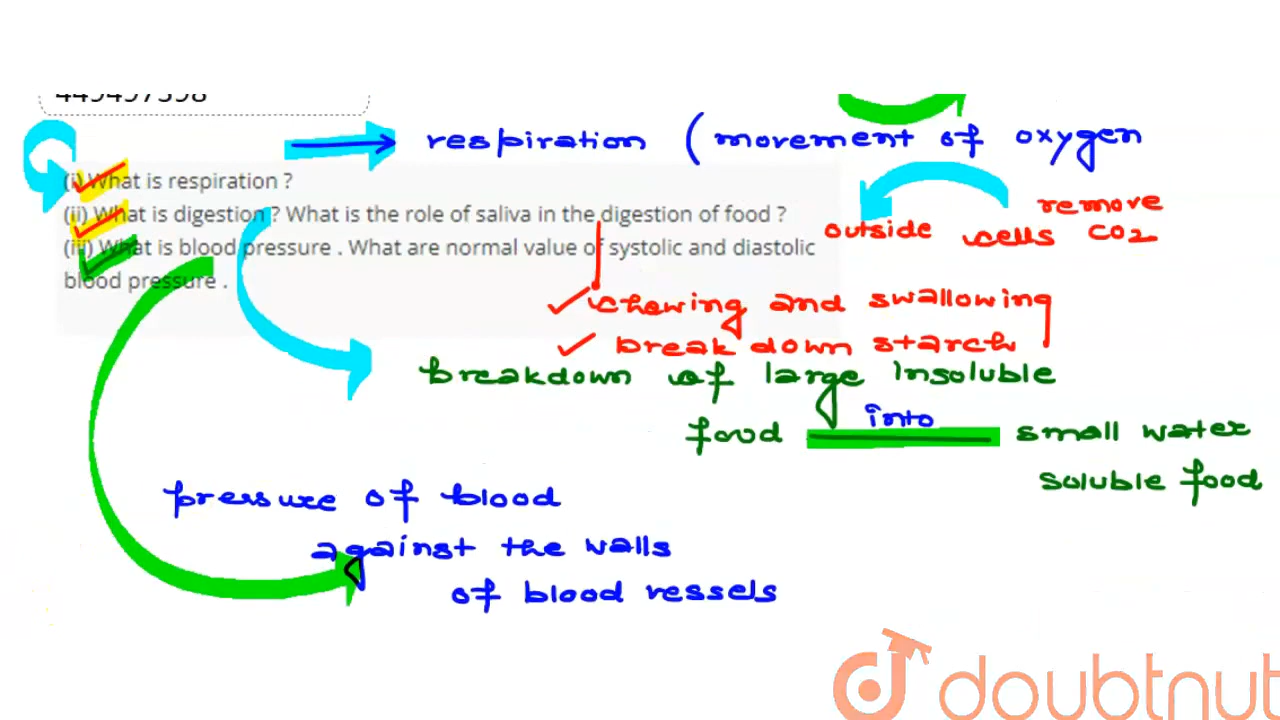 449497398
respiration (movement of oxygen
(i) What is respiration ?
(ii) What is digestion ? What is the role of saliva in the digestion of food ?
remove
outside cells CO2
(iii) What is blood pressure . What are normal value of systolic and diastolic
blood pressure .
chewing and swallowing
break down starch
breakdown of large insoluble
food into small water
soluble food
pressure of blood
against the walls
of blood vessels
doubtnut